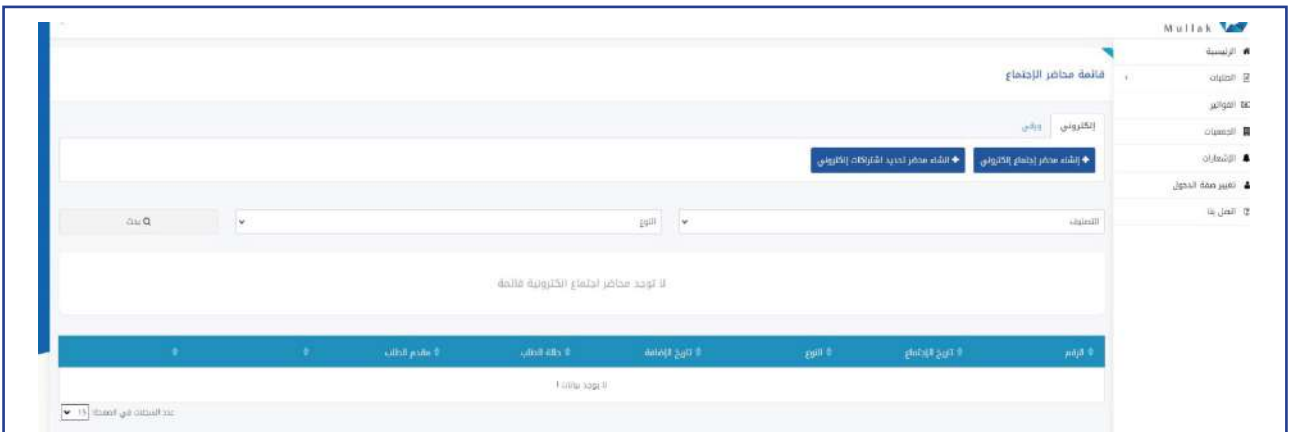 Mullak
الرئيسية
الطلبات
الفواتير
الجمعيات
الإشعارات
تغيير صفة الدخول
اتصل بنا
قائمة محاضر الإجتماع
إلكتروني ورقي
إنشاء محضر إجتماع إلكتروني
انشاء محضر تحديد اشتراكات إلكتروني
التصنيف النوع بحث
لا توجد محاضر اجتماع الكترونية قائمة
الرقم تاريخ الإجتماع النوع تاريخ الإضافة حالة الطلب مقدم الطلب
لا يوجد بيانات !
عدد السجلات في الصفحة: 15